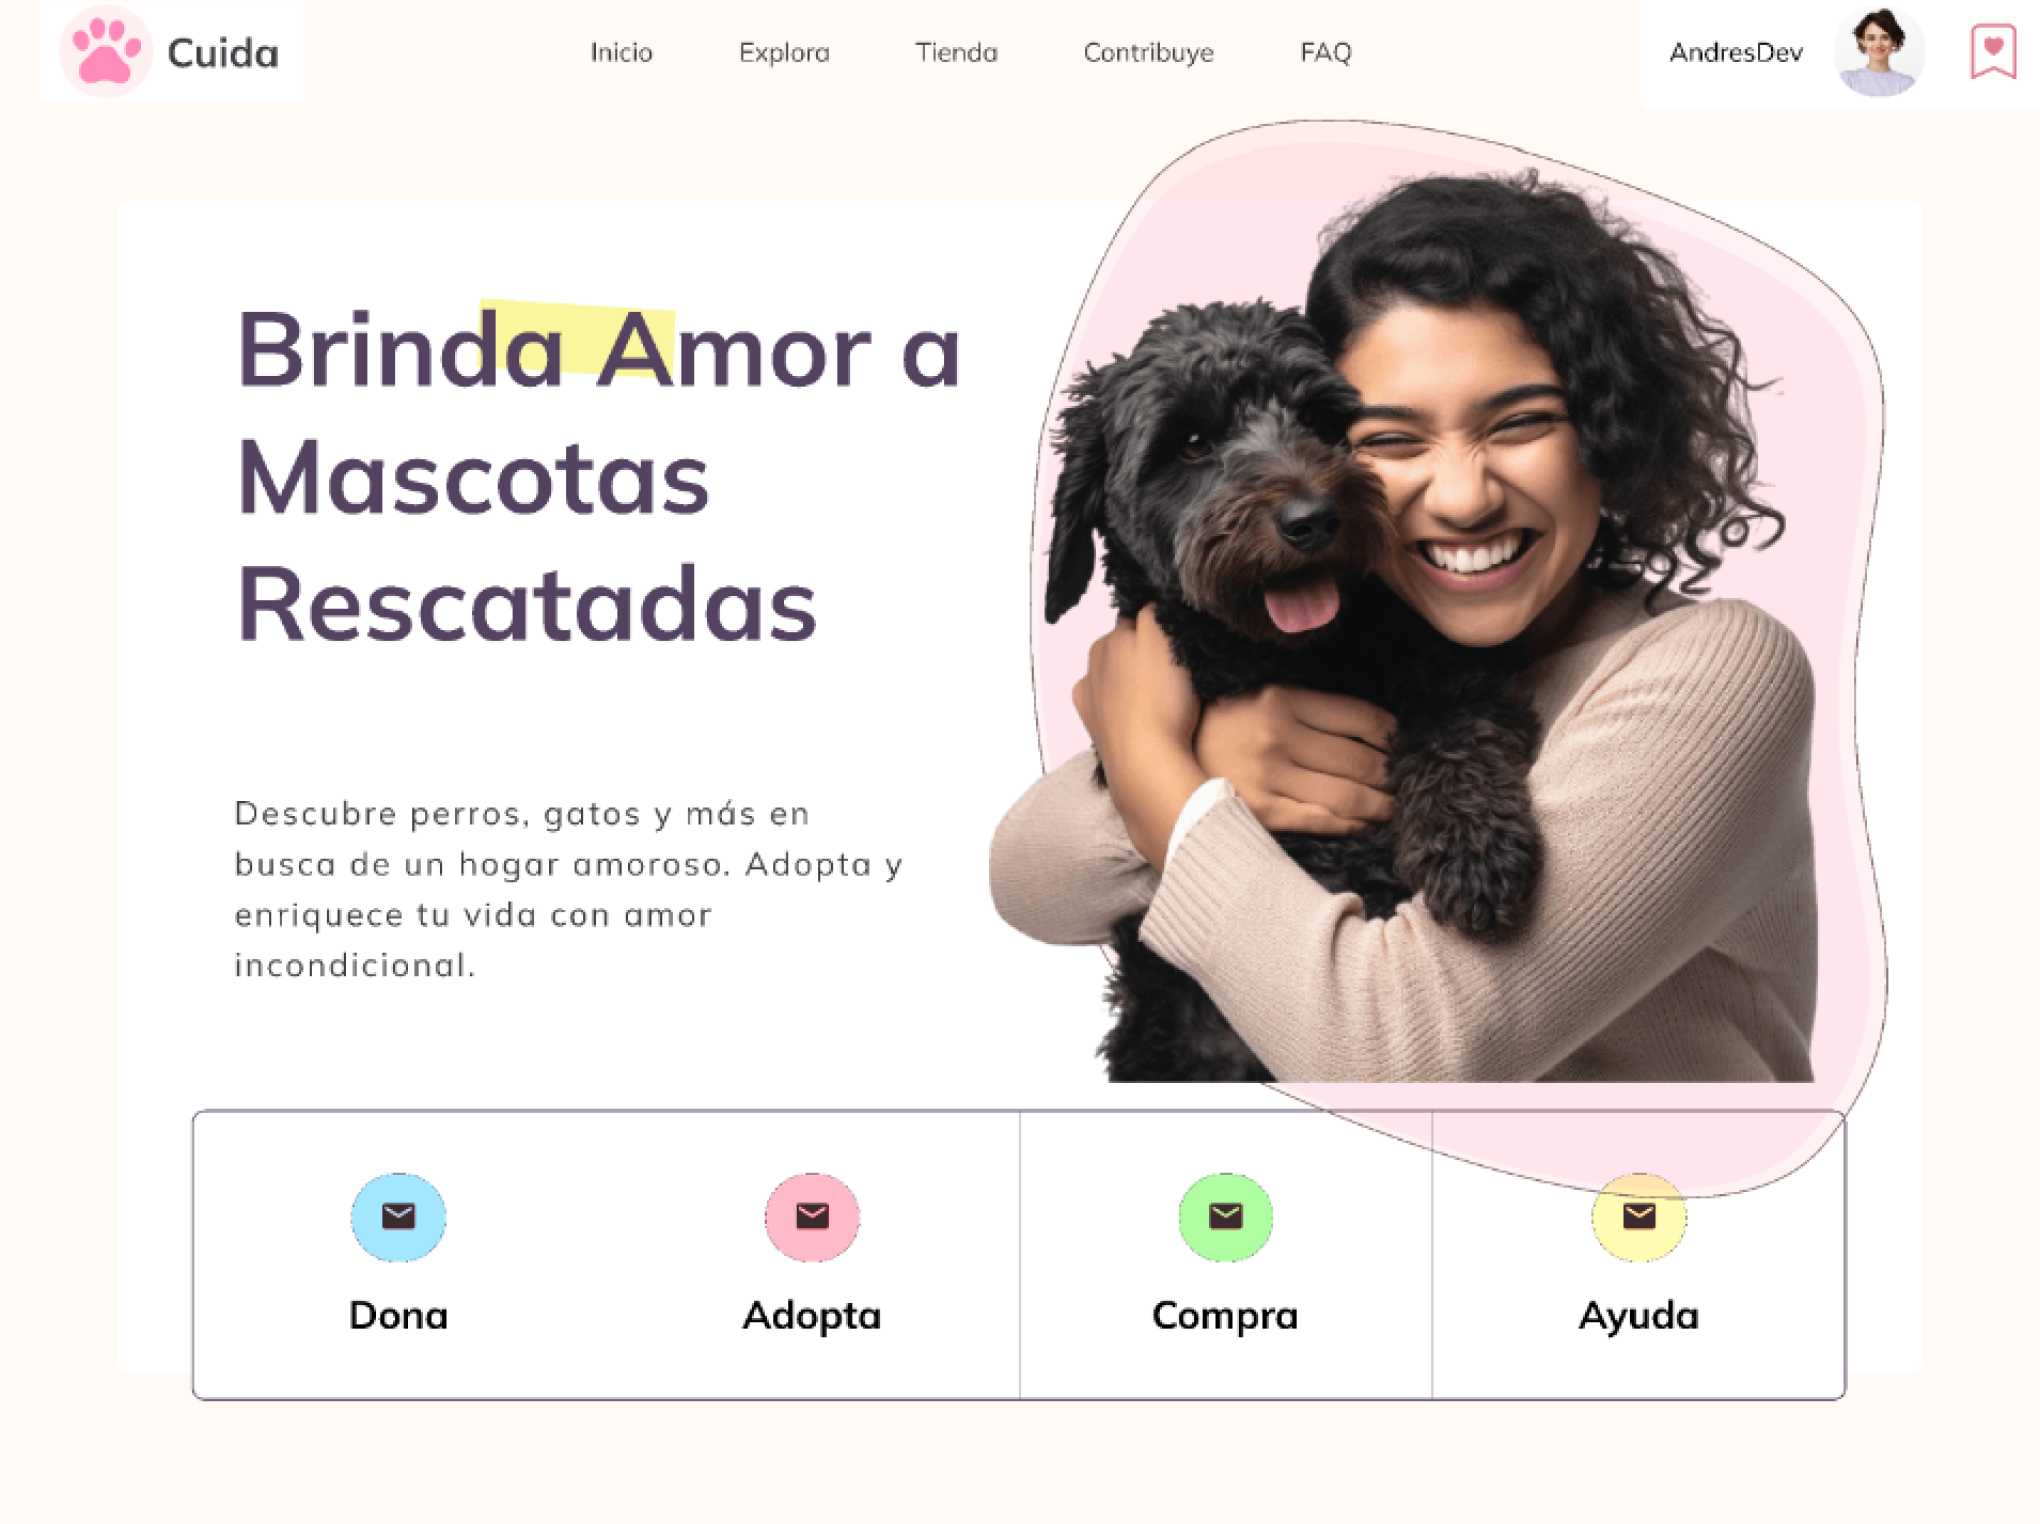 Cuida
Inicio
Explora
Tienda
Contribuye
FAQ
AndresDev
Brinda Amor a
Mascotas
Rescatadas
Descubre perros, gatos y más en
busca de un hogar amoroso. Adopta y
enriquece tu vida con amor
incondicional.
Dona
Adopta
Compra
Ayuda